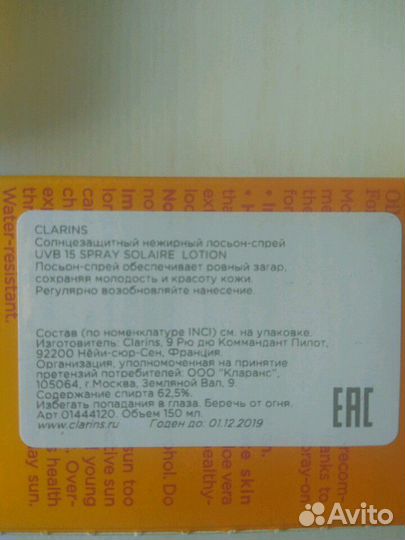 CLARINS
Солнцезащитный нежирный лосьон-спрей
UVB 15 SPRAY SOLAIRE LOTION
Лосьон-спрей обеспечивает ровный загар,
сохраняя молодость и красоту кожи.
Регулярно возобновляйте нанесение.
Состав (по номенклатуре INCI) см. на упаковке.
Изготовитель: Clarins, 9 Рю дю Коммандант Пилот,
92200 Нёйи-сюр-Сен, Франция.
Организация, уполномоченная на принятие
претензий потребителей: ООО "Кларанс",
105064, г. Москва, Земляной Вал, 9.
Содержание спирта 62,5%.
Избегать попадания в глаза. Беречь от огня.
Арт. 01444120. Объем 150 мл.
www.clarins.ru Годен до: 01.12.2019
EAC
Water-resistant.
Avito